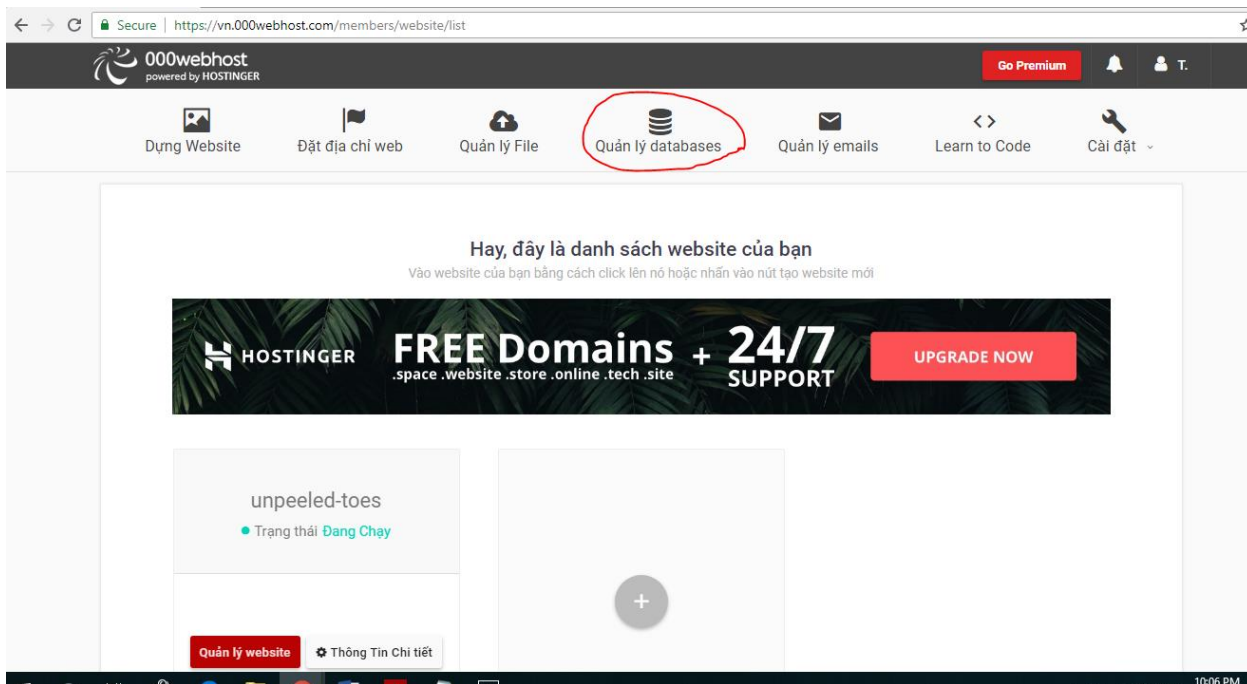 Secure | https://vn.000webhost.com/members/website/list
000webhost
powered by HOSTINGER
Go Premium
T.
Dựng Website
Đặt địa chỉ web
Quản lý File
Quản lý databases
Quản lý emails
Learn to Code
Cài đặt
Hay, đây là danh sách website của bạn
Vào website của bạn bằng cách click lên nó hoặc nhấn vào nút tạo website mới
HOSTINGER
FREE Domains + 24/7
.space .website .store .online .tech .site
SUPPORT
UPGRADE NOW
unpeeled-toes
Trạng thái Đang Chạy
Quản lý website
Thông Tin Chi tiết
10:06 PM